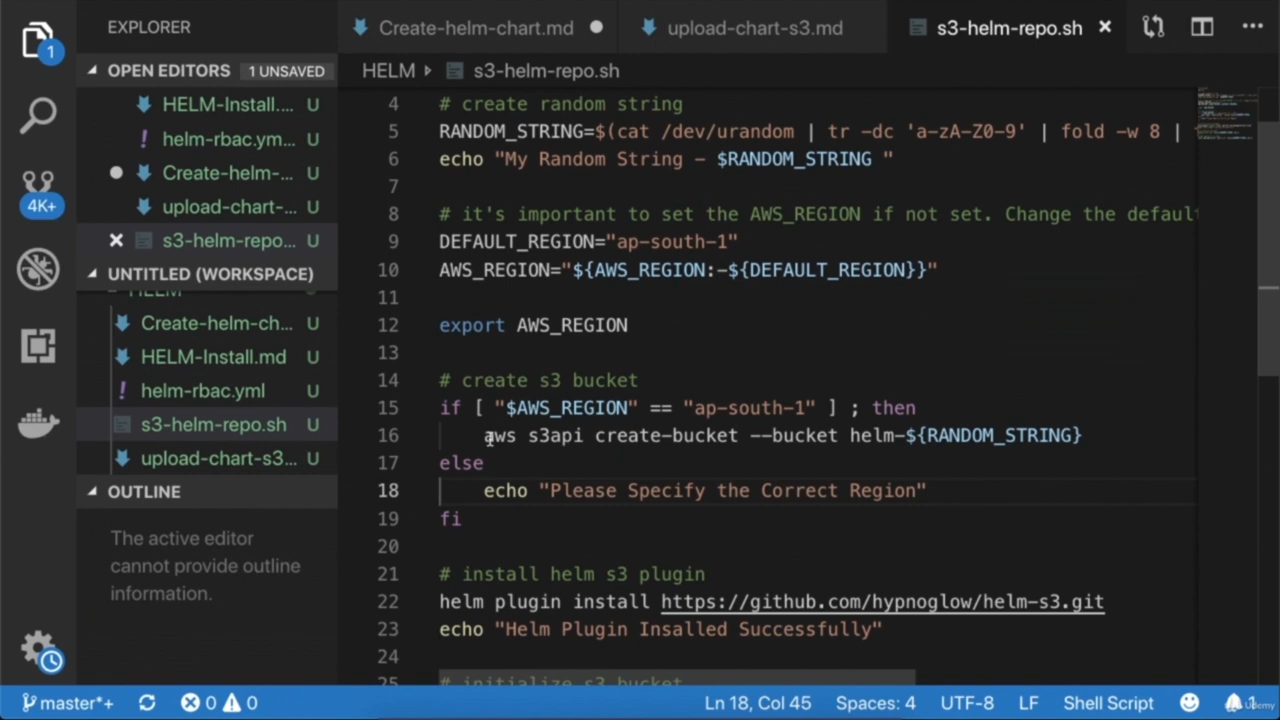 EXPLORER
Create-helm-chart.md
upload-chart-s3.md
s3-helm-repo.sh
1
OPEN EDITORS 1 UNSAVED
HELM s3-helm-repo.sh
HELM-Install.... U
helm-rbac.ym... U
Create-helm-... U
upload-chart-... U
s3-helm-repo... U
4K+
UNTITLED (WORKSPACE)
HELM
Create-helm-ch... U
HELM-Install.md U
helm-rbac.yml U
s3-helm-repo.sh U
upload-chart-s3... U
OUTLINE
The active editor
cannot provide outline
information.
4 # create random string
5 RANDOM_STRING=$(cat /dev/urandom | tr -dc 'a-zA-Z0-9' | fold -w 8 |
6 echo "My Random String - $RANDOM_STRING "
7
8 # it's important to set the AWS_REGION if not set. Change the default
9 DEFAULT_REGION="ap-south-1"
10 AWS_REGION="${AWS_REGION:-${DEFAULT_REGION}}"
11
12 export AWS_REGION
13
14 # create s3 bucket
15 if [ "$AWS_REGION" == "ap-south-1" ] ; then
16 aws s3api create-bucket --bucket helm-${RANDOM_STRING}
17 else
18 echo "Please Specify the Correct Region"
19 fi
20
21 # install helm s3 plugin
22 helm plugin install https://github.com/hypnoglow/helm-s3.git
23 echo "Helm Plugin Insalled Successfully"
24
25 # initialize s3 bucket
master*+ 0 0 Ln 18, Col 45 Spaces: 4 UTF-8 LF Shell Script 1
Udemy